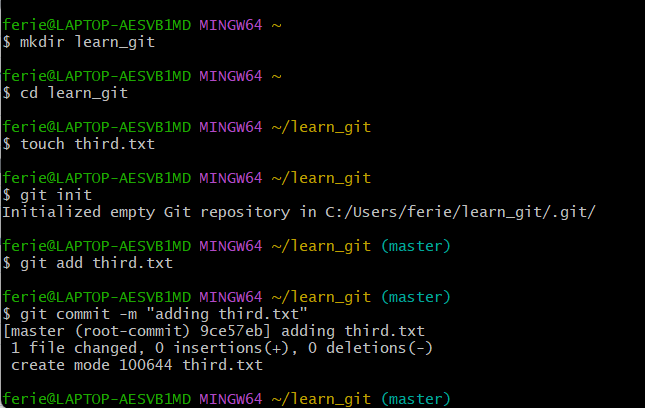 ferie@LAPTOP-AESVB1MD MINGW64 ~
$ mkdir learn_git
ferie@LAPTOP-AESVB1MD MINGW64 ~
$ cd learn_git
ferie@LAPTOP-AESVB1MD MINGW64 ~/learn_git
$ touch third.txt
ferie@LAPTOP-AESVB1MD MINGW64 ~/learn_git
$ git init
Initialized empty Git repository in C:/Users/ferie/learn_git/.git/
ferie@LAPTOP-AESVB1MD MINGW64 ~/learn_git (master)
$ git add third.txt
ferie@LAPTOP-AESVB1MD MINGW64 ~/learn_git (master)
$ git commit -m "adding third.txt"
[master (root-commit) 9ce57eb] adding third.txt
 1 file changed, 0 insertions(+), 0 deletions(-)
 create mode 100644 third.txt
ferie@LAPTOP-AESVB1MD MINGW64 ~/learn_git (master)